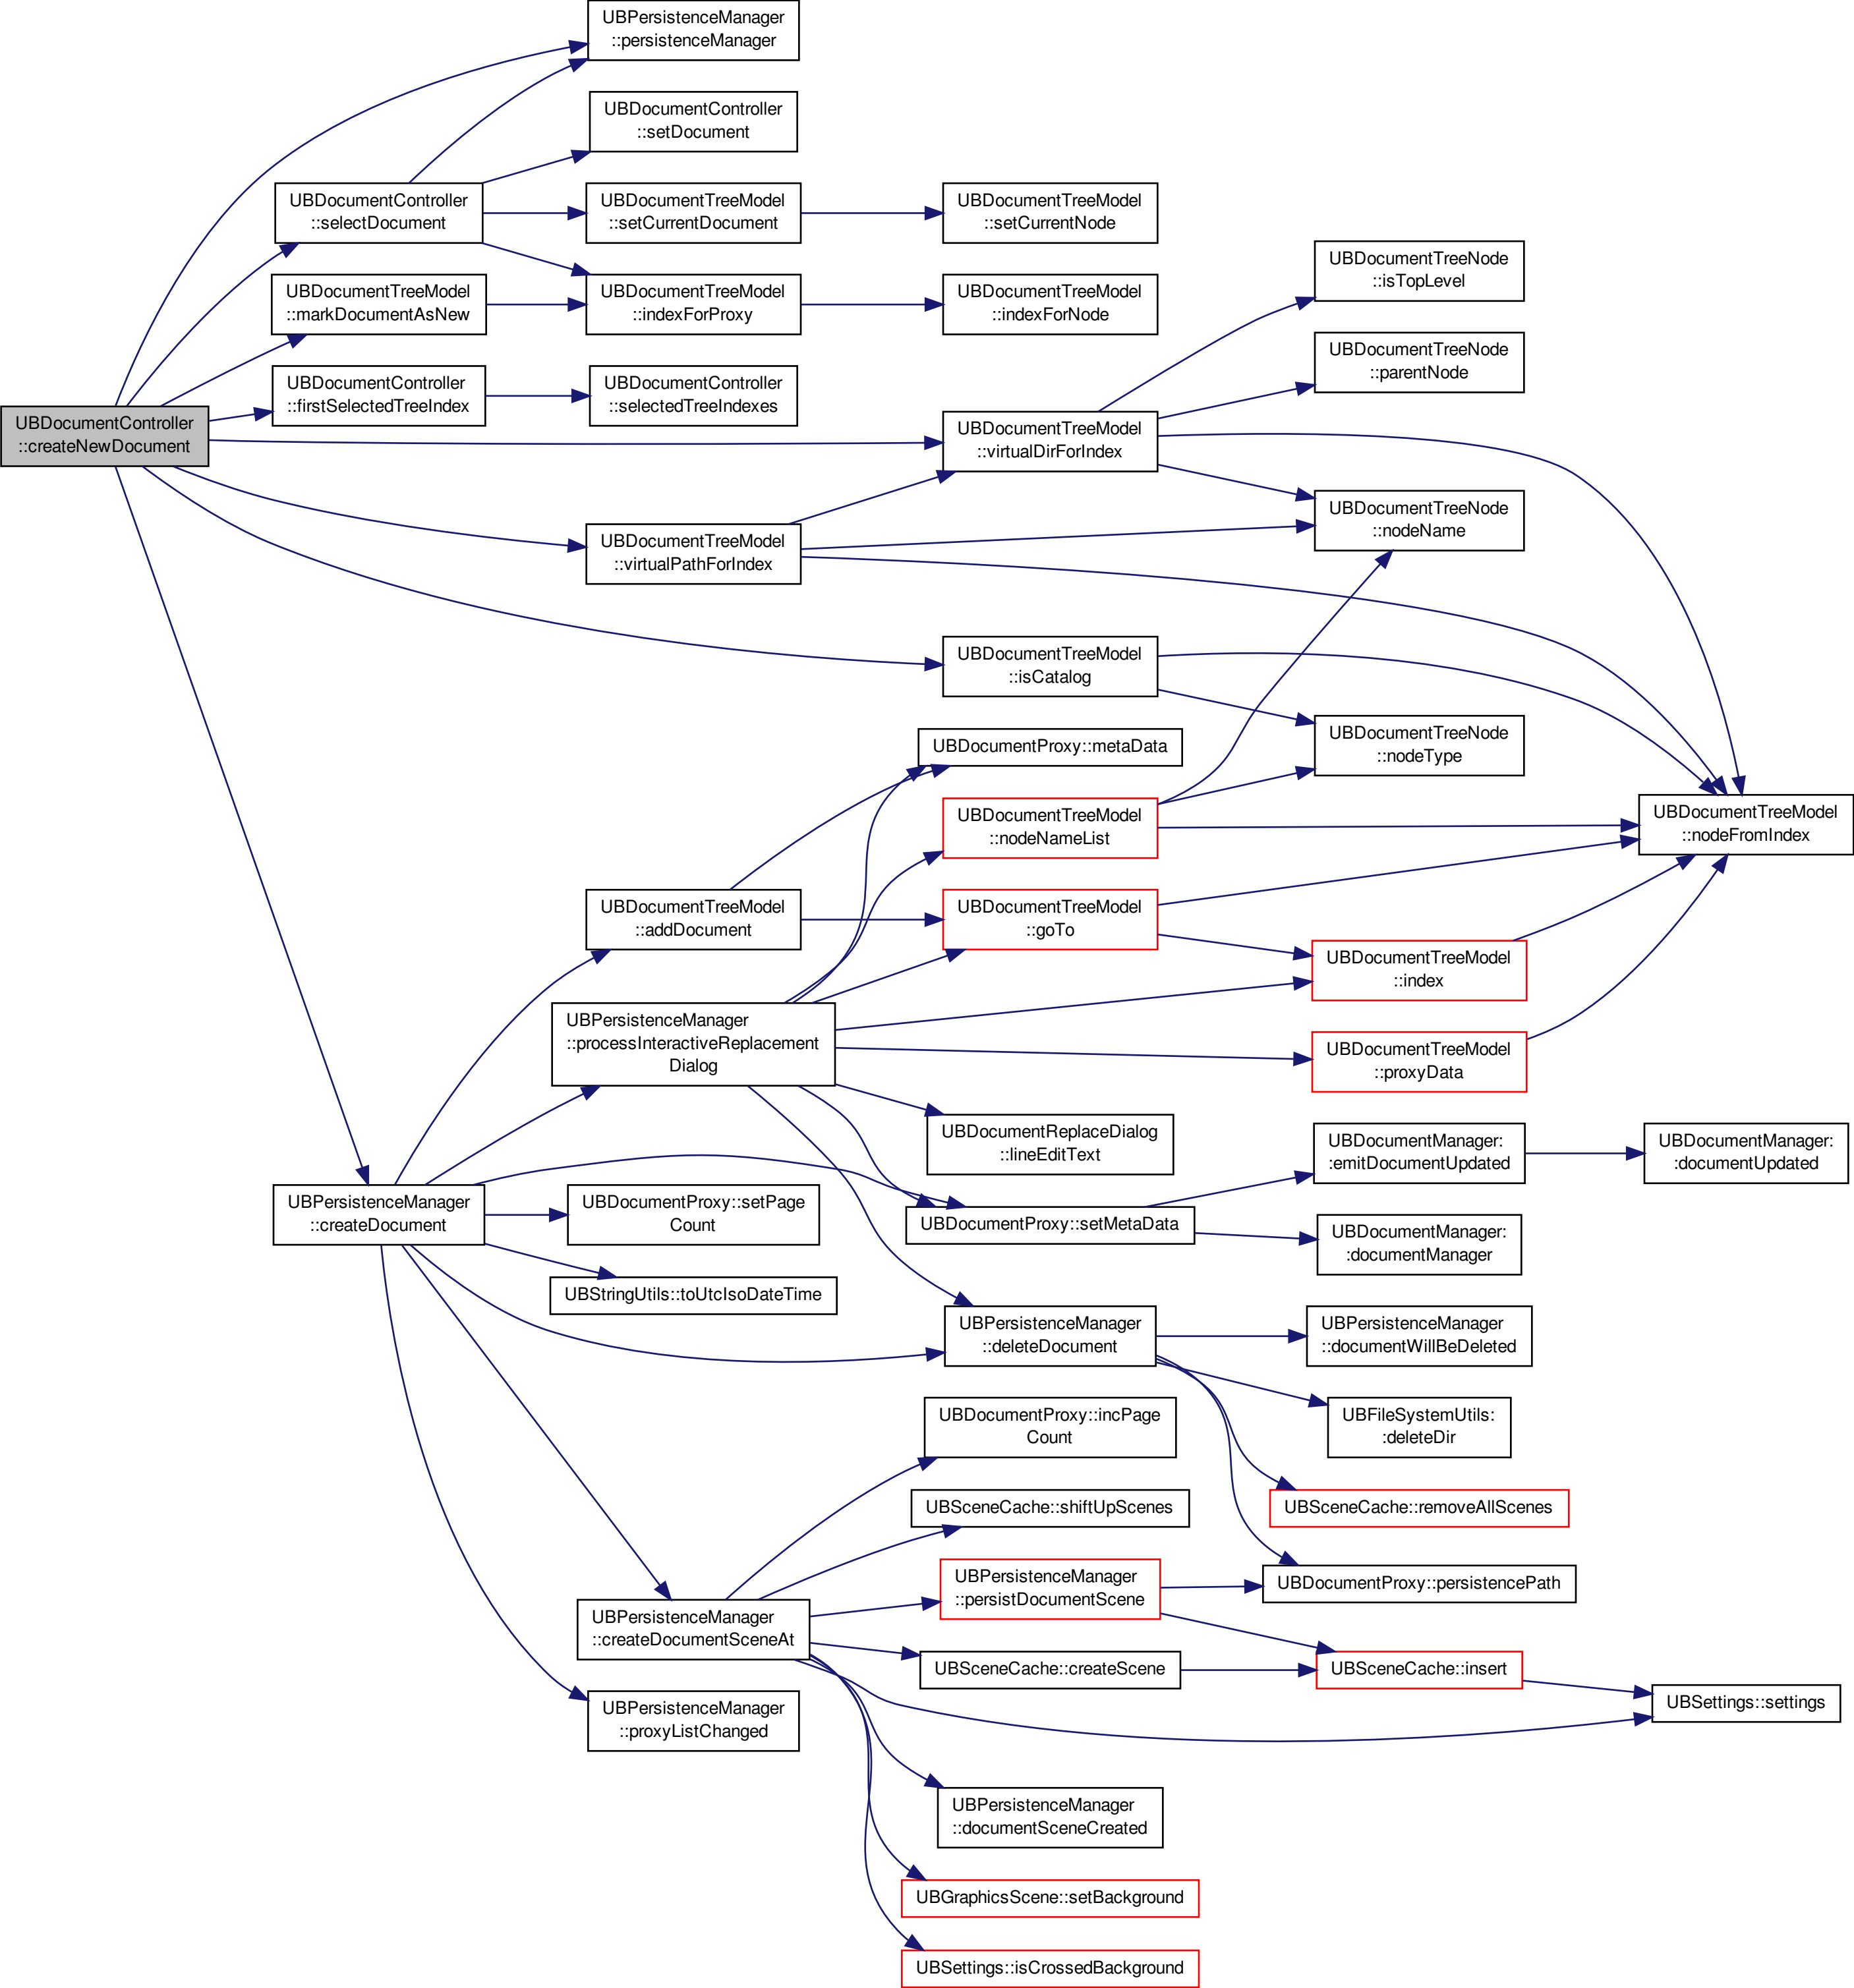 UBPersistenceManager
::persistenceManager
UBDocumentController
::setDocument
UBDocumentController
::selectDocument
UBDocumentTreeModel
::setCurrentDocument
UBDocumentTreeModel
::setCurrentNode
UBDocumentTreeNode
::isTopLevel
UBDocumentTreeModel
::markDocumentAsNew
UBDocumentTreeModel
::indexForProxy
UBDocumentTreeModel
::indexForNode
UBDocumentTreeNode
::parentNode
UBDocumentController
::firstSelectedTreeIndex
UBDocumentController
::selectedTreeIndexes
UBDocumentController
::createNewDocument
UBDocumentTreeModel
::virtualDirForIndex
UBDocumentTreeNode
::nodeName
UBDocumentTreeModel
::virtualPathForIndex
UBDocumentTreeModel
::isCatalog
UBDocumentTreeNode
::nodeType
UBDocumentProxy::metaData
UBDocumentTreeModel
::nodeNameList
UBDocumentTreeModel
::nodeFromIndex
UBDocumentTreeModel
::addDocument
UBDocumentTreeModel
::goTo
UBDocumentTreeModel
::index
UBPersistenceManager
::processInteractiveReplacement
Dialog
UBDocumentTreeModel
::proxyData
UBDocumentReplaceDialog
::lineEditText
UBDocumentManager:
:emitDocumentUpdated
UBDocumentManager:
:documentUpdated
UBPersistenceManager
::createDocument
UBDocumentProxy::setPage
Count
UBDocumentProxy::setMetaData
UBDocumentManager:
:documentManager
UBStringUtils::toUtcIsoDateTime
UBPersistenceManager
::deleteDocument
UBPersistenceManager
::documentWillBeDeleted
UBDocumentProxy::incPage
Count
UBFileSystemUtils:
:deleteDir
UBSceneCache::shiftUpScenes
UBSceneCache::removeAllScenes
UBPersistenceManager
::persistDocumentScene
UBDocumentProxy::persistencePath
UBPersistenceManager
::createDocumentSceneAt
UBSceneCache::createScene
UBSceneCache::insert
UBSettings::settings
UBPersistenceManager
::proxyListChanged
UBPersistenceManager
::documentSceneCreated
UBGraphicsScene::setBackground
UBSettings::isCrossedBackground